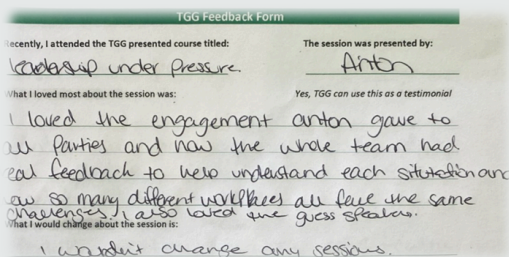 TGG Feedback Form
Recently, I attended the TGG presented course titled: The session was presented by:
leadership under pressure. Anton
What I loved most about the session was: Yes, TGG can use this as a testimonial
I loved the engagement anton gave to
all Parties and how the whole team had
eal feedback to help understand each situtation and
ow so many different workplaces all face the same
challenges, I also loved the guess speakers.
What I would change about the session is:
I wouldn't change any sessions.